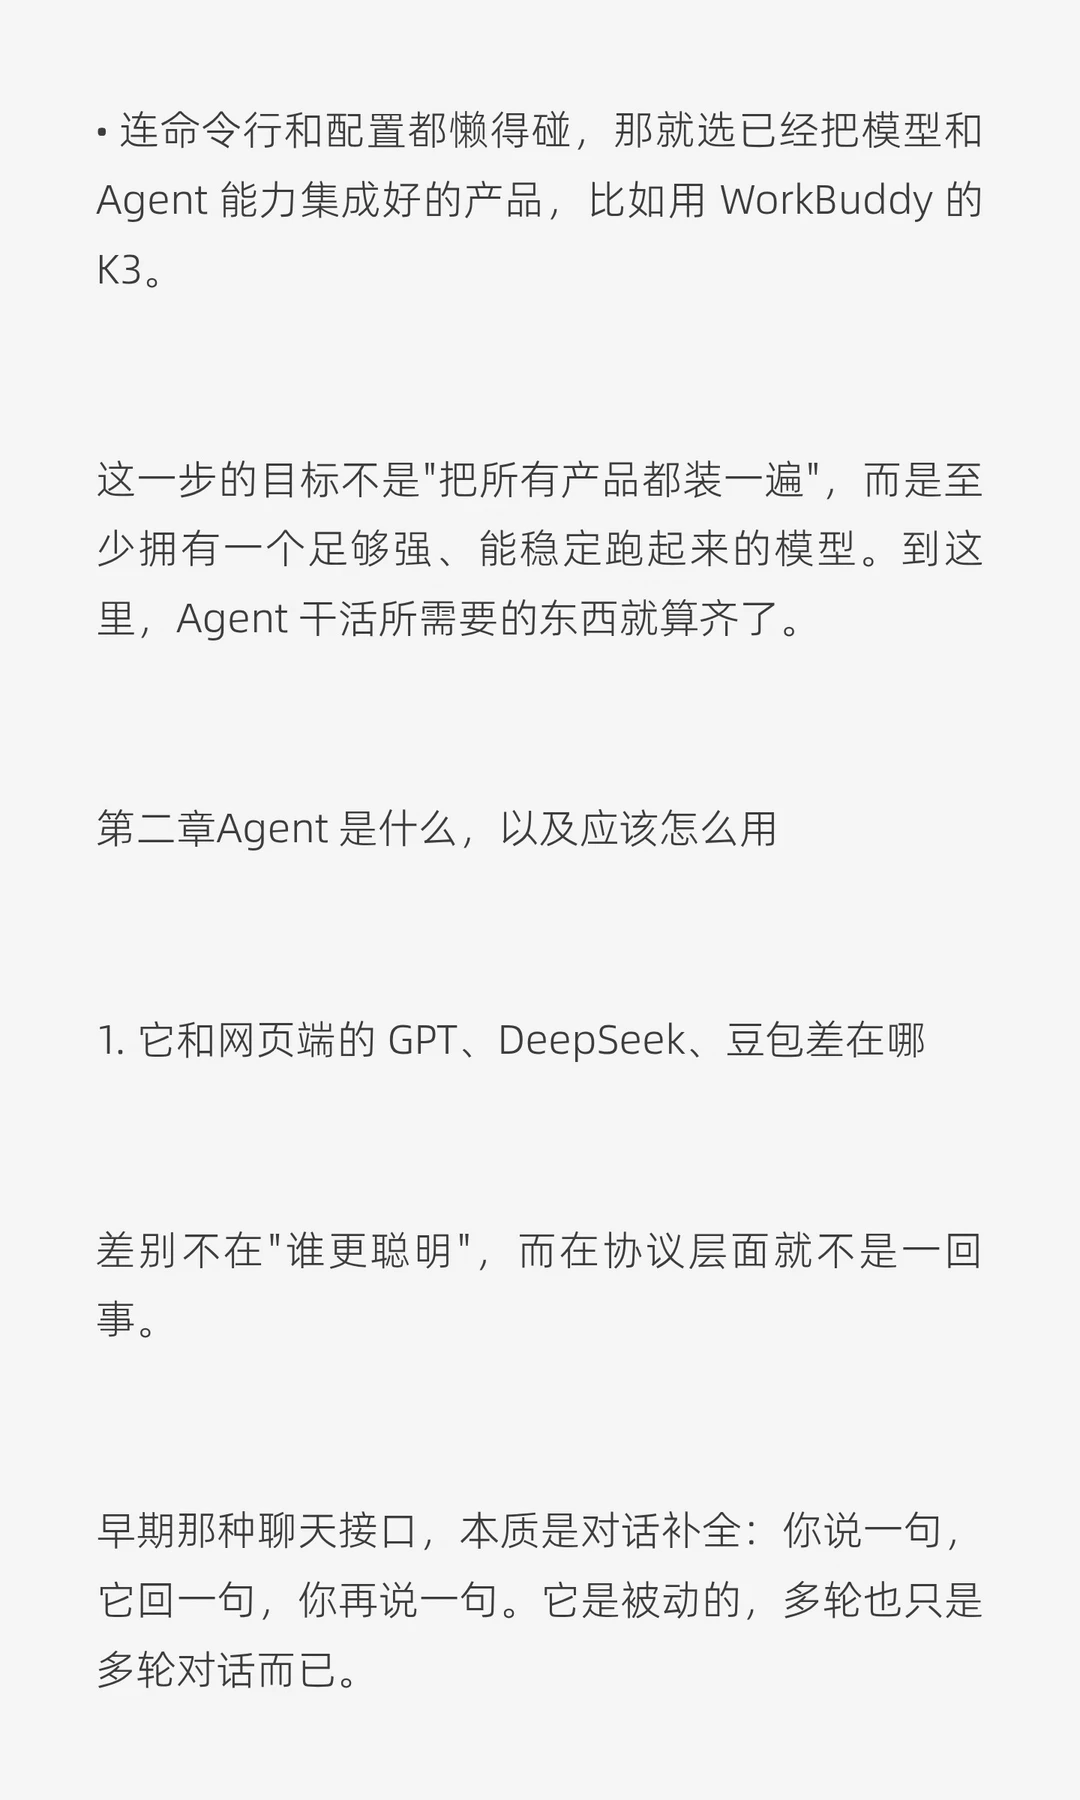 • 连命令行和配置都懒得碰，那就选已经把模型和
Agent 能力集成好的产品，比如用 WorkBuddy 的
K3。
这一步的目标不是"把所有产品都装一遍"，而是至
少拥有一个足够强、能稳定跑起来的模型。到这
里，Agent 干活所需要的东西就算齐了。
第二章Agent 是什么，以及应该怎么用
1. 它和网页端的 GPT、DeepSeek、豆包差在哪
差别不在"谁更聪明"，而在协议层面就不是一回
事。
早期那种聊天接口，本质是对话补全：你说一句，
它回一句，你再说一句。它是被动的，多轮也只是
多轮对话而已。